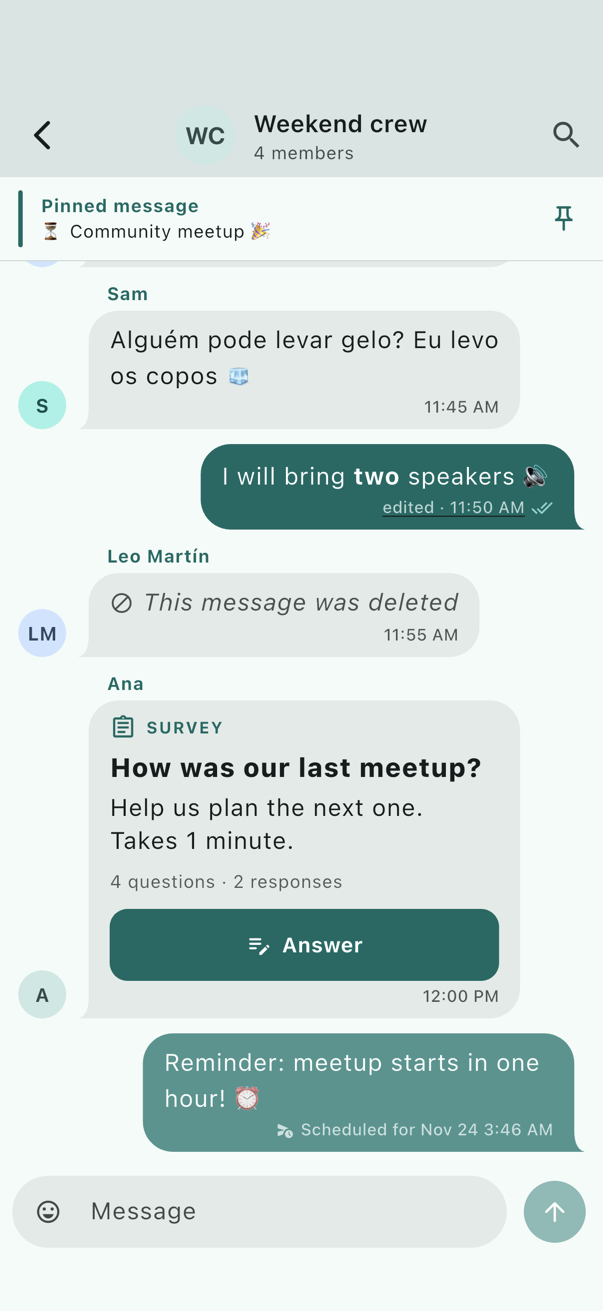 WC
Weekend crew
4 members
Pinned message
⏳ Community meetup 🎉
Sam
Alguém pode levar gelo? Eu levo
os copos 🧊
11:45 AM
S
I will bring two speakers 🔊
edited · 11:50 AM
Leo Martín
This message was deleted
11:55 AM
LM
Ana
SURVEY
How was our last meetup?
Help us plan the next one.
Takes 1 minute.
4 questions · 2 responses
Answer
12:00 PM
A
Reminder: meetup starts in one
hour! ⏰
Scheduled for Nov 24 3:46 AM
Message